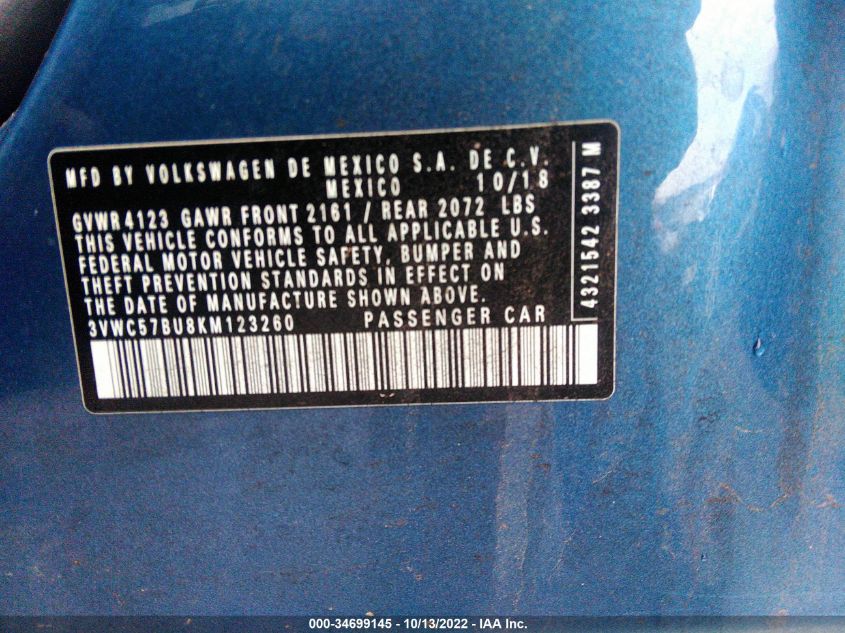 MFD BY VOLKSWAGEN DE MEXICO S.A. DE C.V.
MEXICO 10/18
GVWR 4123 GAWR FRONT 2161 / REAR 2072 LBS
THIS VEHICLE CONFORMS TO ALL APPLICABLE U.S.
FEDERAL MOTOR VEHICLE SAFETY, BUMPER AND
THEFT PREVENTION STANDARDS IN EFFECT ON
THE DATE OF MANUFACTURE SHOWN ABOVE.
3VWC57BU8KM123260 PASSENGER CAR
4321542 3387 M
000-34699145 - 10/13/2022 - IAA Inc.